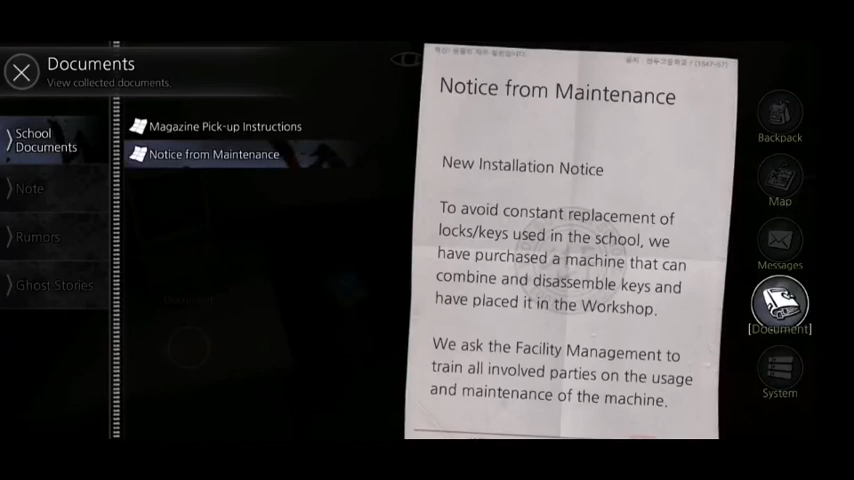 Documents
View collected documents.
School
Documents
Note
Rumors
Ghost Stories
Magazine Pick-up Instructions
Notice from Maintenance
Notice from Maintenance
New Installation Notice
To avoid constant replacement of
locks/keys used in the school, we
have purchased a machine that can
combine and disassemble keys and
have placed it in the Workshop.
We ask the Facility Management to
train all involved parties on the usage
and maintenance of the machine.
Backpack
Map
Messages
[Document]
System
Document